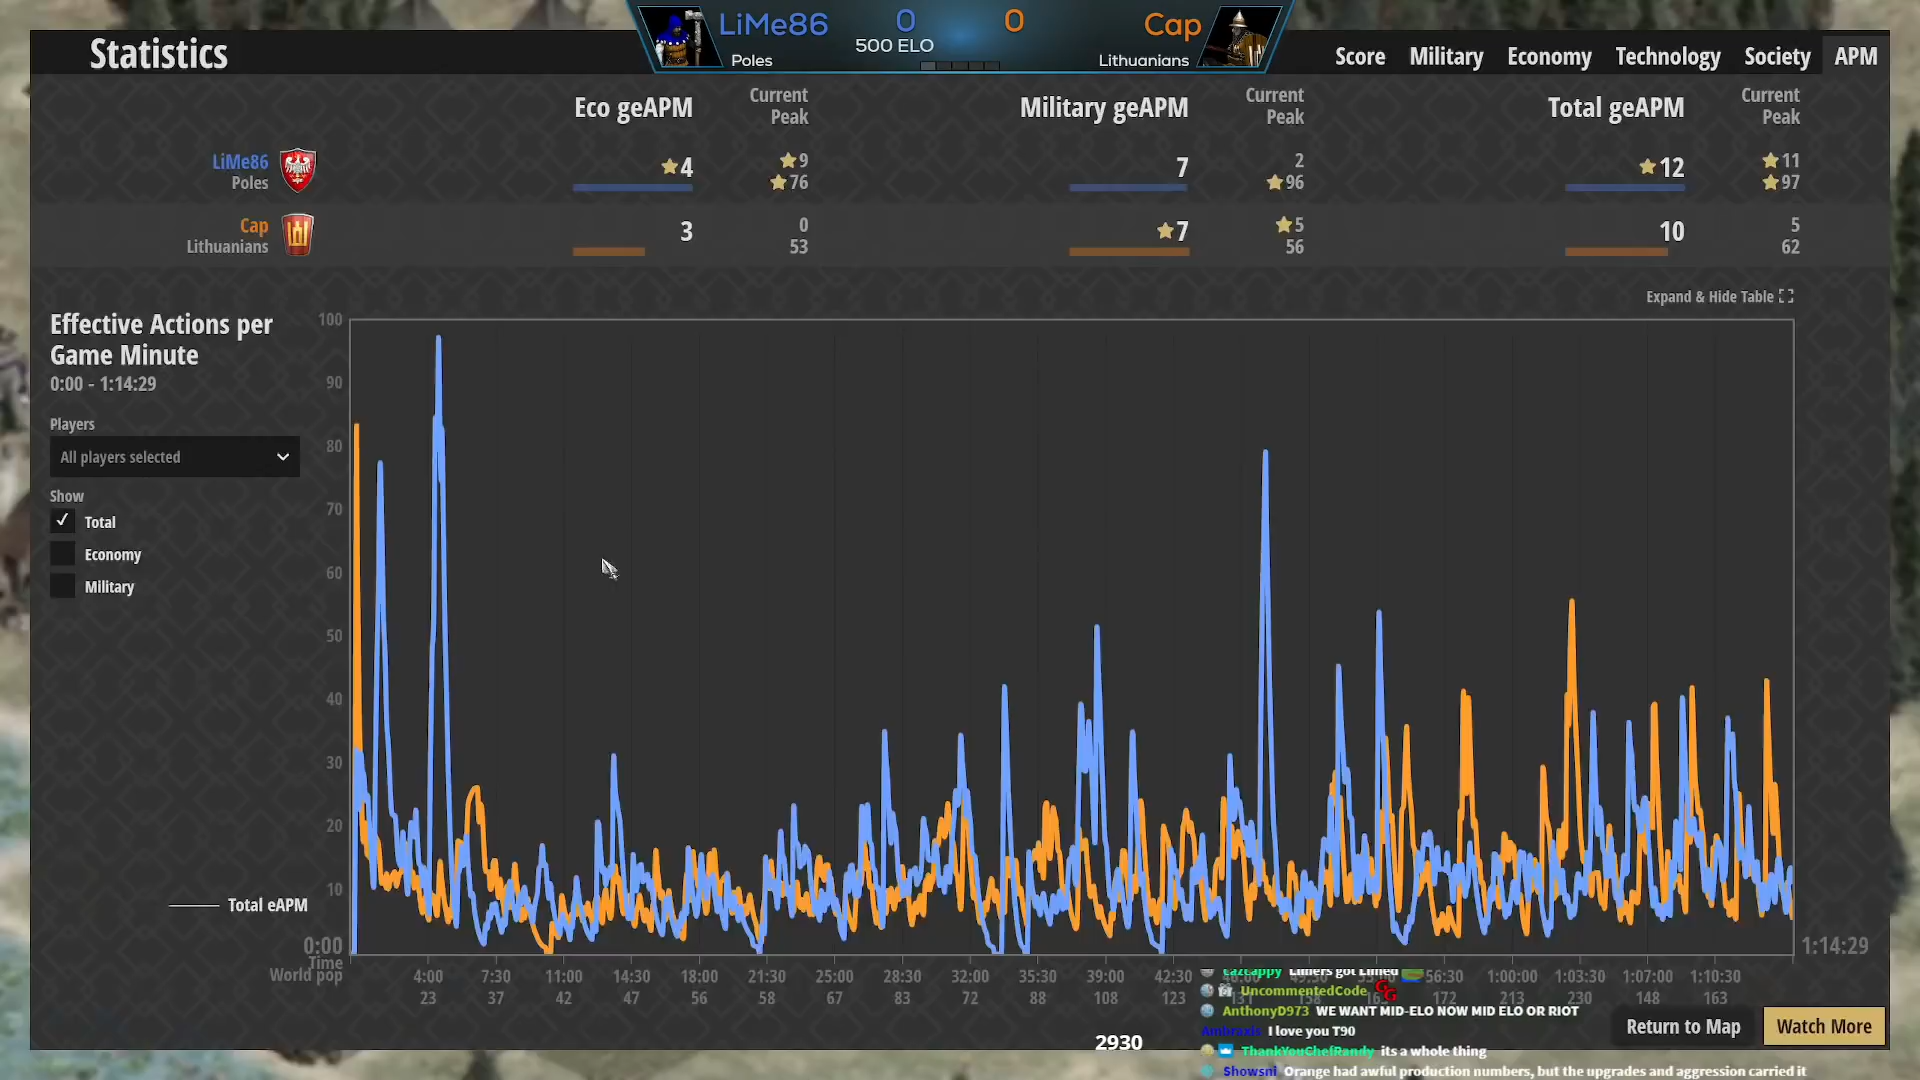 Statistics
LiMe86
0
0
Cap
500 ELO
Poles
Lithuanians
Score
Military
Economy
Technology
Society
APM
Eco geAPM
Current
Peak
Military geAPM
Current
Peak
Total geAPM
Current
Peak
LiMe86
Poles
4
9
76
7
2
96
12
11
97
Cap
Lithuanians
3
0
53
7
5
56
10
5
62
Expand & Hide Table
Effective Actions per
Game Minute
0:00 - 1:14:29
Players
All players selected
Show
Total
Economy
Military
100
90
80
70
60
50
40
30
20
10
Total eAPM
0:00
1:14:29
Time
World pop
4:00 7:30 11:00 14:30 18:00 21:30 25:00 28:30 32:00 35:30 39:00 42:30 56:30 1:00:00 1:03:30 1:07:00 1:10:30
23 37 42 47 56 58 67 83 72 88 108 123 131 158 172 213 230 148 163
cazcappy Limers got Limed
UncommentedCode GG
AnthonyD973 WE WANT MID-ELO NOW MID ELO OR RIOT
Ambraxis I love you T90
ThankYouChefRandy its a whole thing
Showsni Orange had awful production numbers, but the upgrades and aggression carried it
2930
Return to Map
Watch More